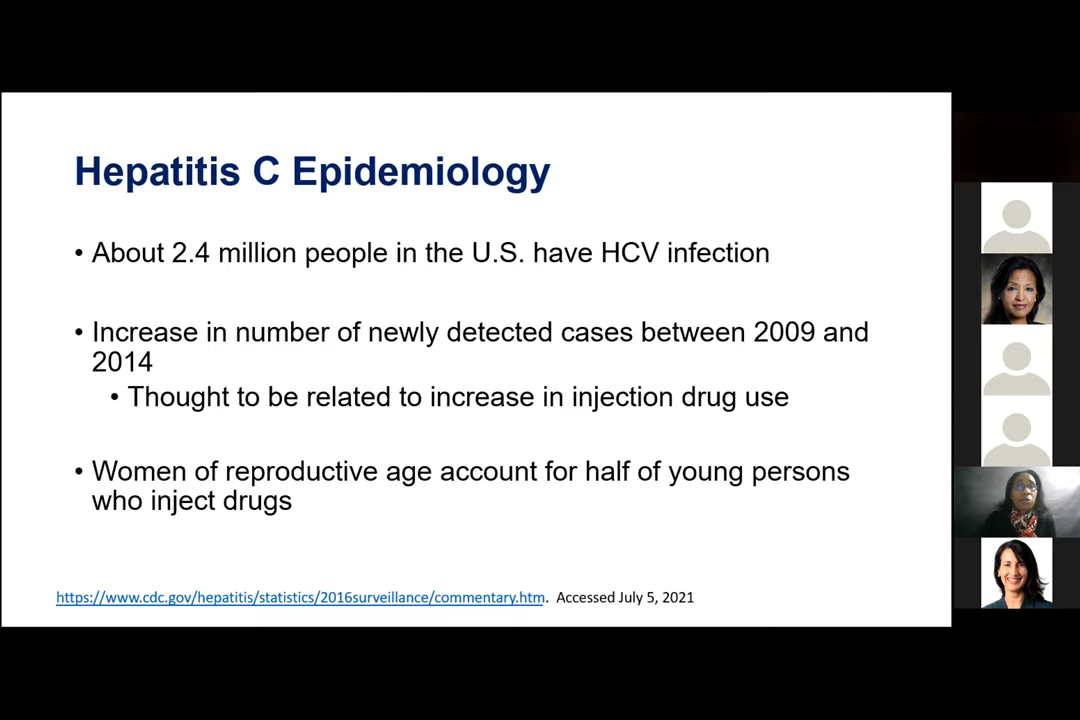 Hepatitis C Epidemiology
• About 2.4 million people in the U.S. have HCV infection
• Increase in number of newly detected cases between 2009 and
2014
• Thought to be related to increase in injection drug use
• Women of reproductive age account for half of young persons
who inject drugs
https://www.cdc.gov/hepatitis/statistics/2016surveillance/commentary.htm. Accessed July 5, 2021